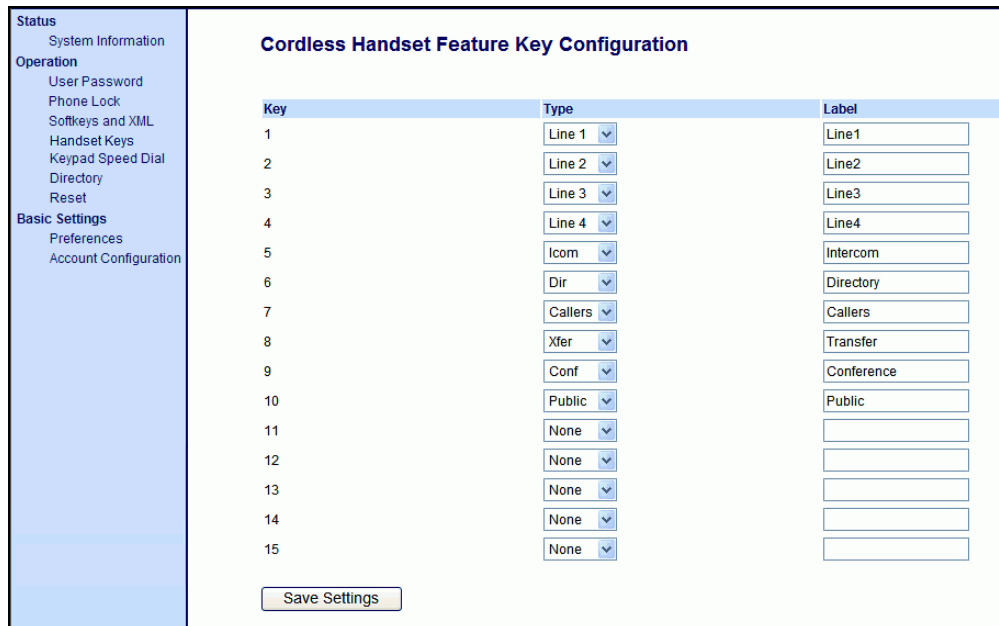 Status
System Information
Operation
User Password
Phone Lock
Softkeys and XML
Handset Keys
Keypad Speed Dial
Directory
Reset
Basic Settings
Preferences
Account Configuration
Cordless Handset Feature Key Configuration
Key Type Label
1 Line 1 Line1
2 Line 2 Line2
3 Line 3 Line3
4 Line 4 Line4
5 Icom Intercom
6 Dir Directory
7 Callers Callers
8 Xfer Transfer
9 Conf Conference
10 Public Public
11 None
12 None
13 None
14 None
15 None
Save Settings